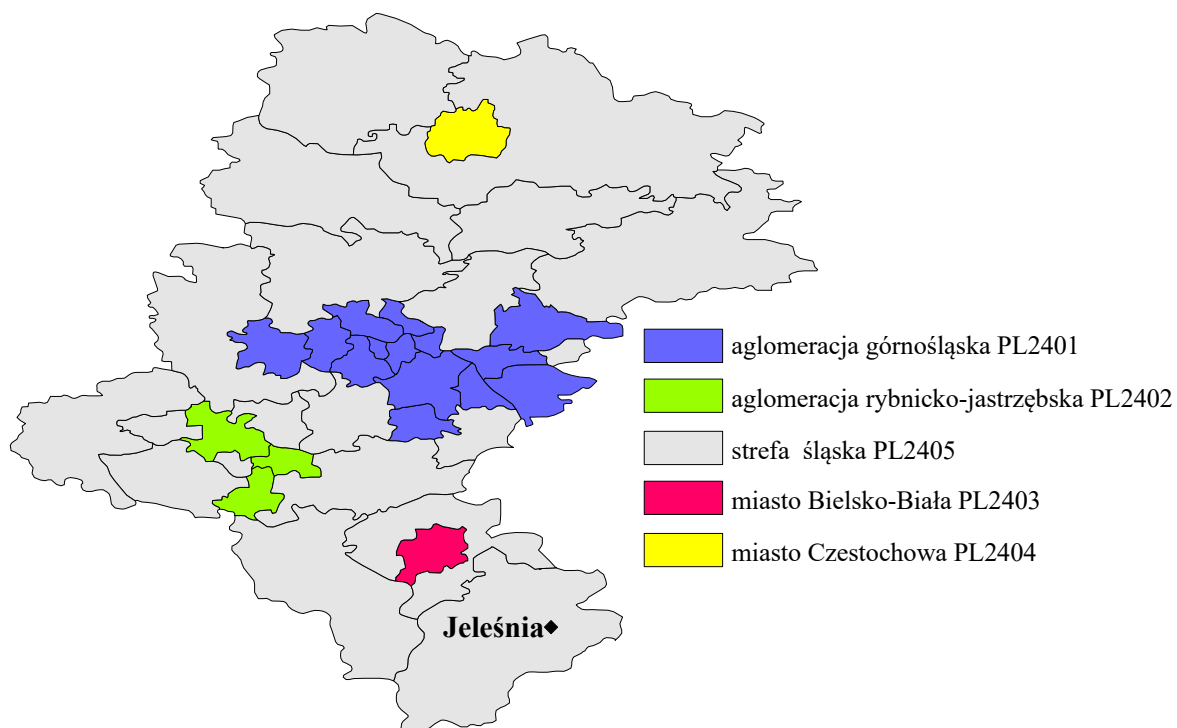 aglomeracja górnośląska PL2401
aglomeracja rybnicko-jastrzębska PL2402
strefa śląska PL2405
miasto Bielsko-Biała PL2403
miasto Czestochowa PL2404
Jeleśnia